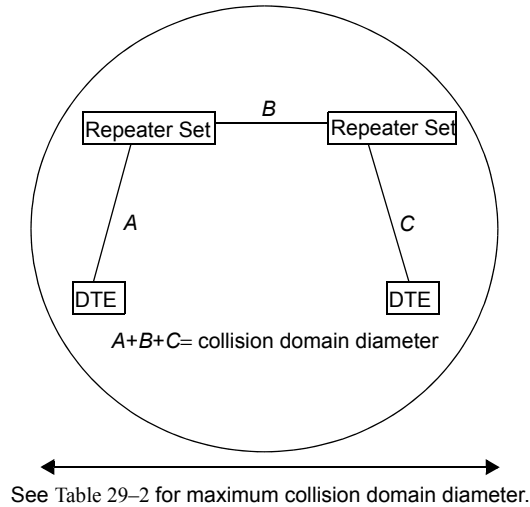 B
Repeater Set
Repeater Set
A
C
DTE
DTE
A+B+C= collision domain diameter
See Table 29–2 for maximum collision domain diameter.